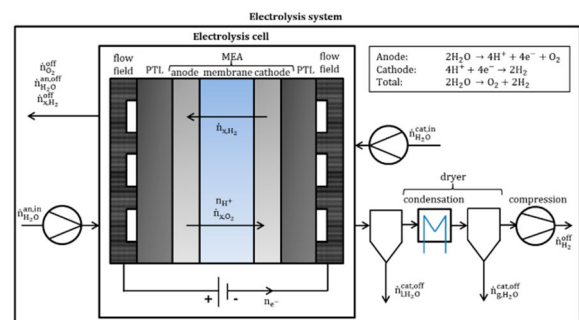 Electrolysis system
Electrolysis cell
flow field PTL MEA anode membrane cathode PTL flow field
Anode: 2H₂O → 4H⁺ + 4e⁻ + O₂
Cathode: 4H⁺ + 4e⁻ → 2H₂
Total: 2H₂O → O₂ + 2H₂
ṅ_O₂^off
ṅ_H₂O^an,off
ṅ_x,H₂^off
ṅ_x,H₂
ṅ_H₂O^cat,in
dryer
condensation compression
n_H⁺
ṅ_x,O₂
ṅ_H₂O^an,in
ṅ_H₂^off
+ -
n_e⁻
ṅ_l,H₂O^cat,off
ṅ_g,H₂O^cat,off